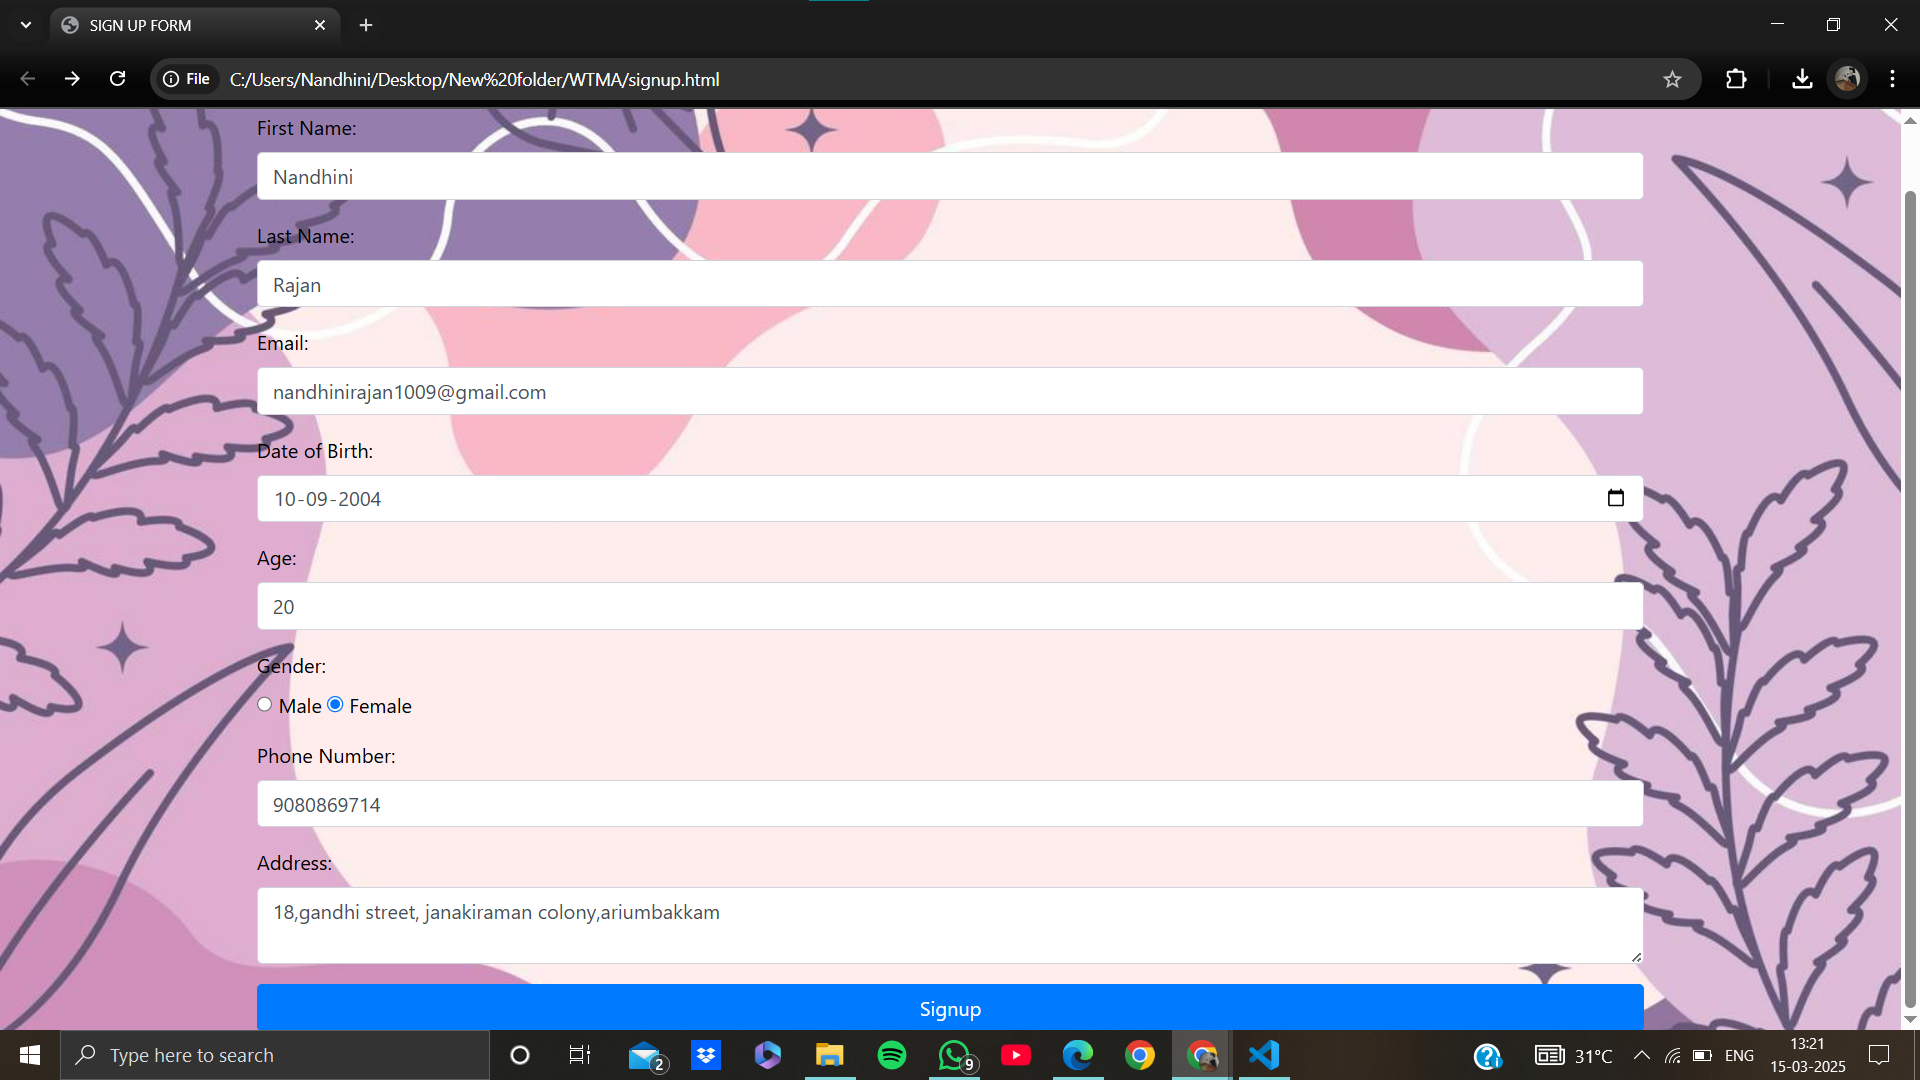 SIGN UP FORM
File C:/Users/Nandhini/Desktop/New%20folder/WTMA/signup.html
First Name:
Nandhini
Last Name:
Rajan
Email:
nandhinirajan1009@gmail.com
Date of Birth:
10-09-2004
Age:
20
Gender:
Male Female
Phone Number:
9080869714
Address:
18,gandhi street, janakiraman colony,ariumbakkam
Signup
Type here to search
2
9
31°C
ENG
13:21
15-03-2025